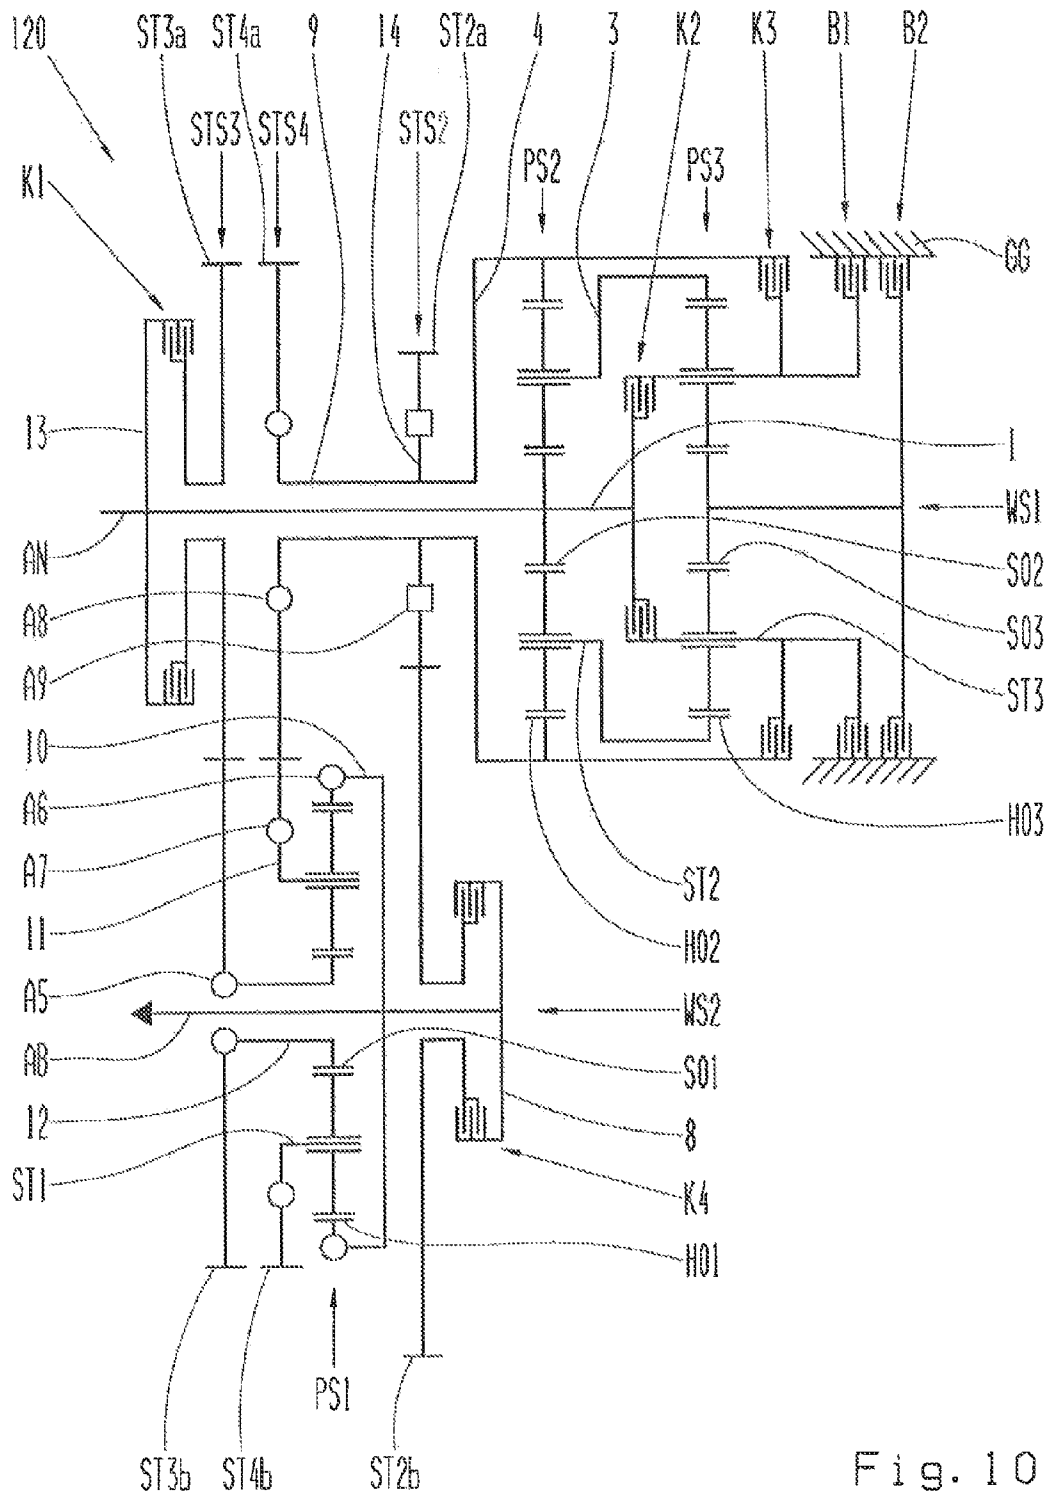 120 ST3a ST4a 9 14 ST2a 4 3 K2 K3 B1 B2
STS3 STS4 STS2
K1 PS2 PS3
GG
13 1
AN WS1
A8 SO2
A9 SO3
10 ST3
A6 HO3
A7 ST2
11 HO2
A5 WS2
AB SO1
12 8
ST1 K4
HO1
PS1
ST3b ST4b ST2b
Fig.10